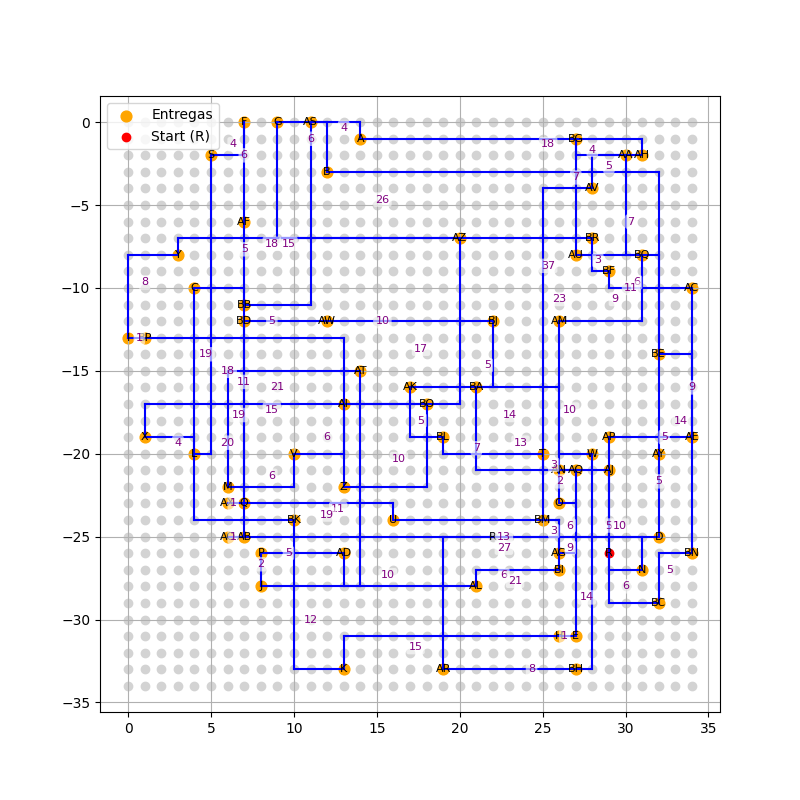 Entregas
Start (R)
0
−5
−10
−15
−20
−25
−30
−35
0
5
10
15
20
25
30
35
F
G
AS
4
A
18
BG
4
6
S
6
4
AA
AH
B
5
7
AV
26
AF
7
5
18
15
AZ
BR
Y
AU
3
BO
37
BF
8
C
6
11
AC
23
9
BB
BD
5
AW
10
BJ
AM
1
P
19
17
BE
18
AT
5
11
21
AK
BA
9
15
AI
BQ
10
19
5
14
14
X
4
6
BL
AP
5
AE
20
13
7
L
V
10
T
W
AY
3
AQ
AJ
6
2
5
M
Z
1
Q
11
O
19
BK
U
BM
6
5
10
3
1
AB
13
D
27
9
5
AD
AG
R
BN
2
10
6
BI
N
5
J
AL
21
6
14
BC
12
15
1
E
K
AR
8
BH